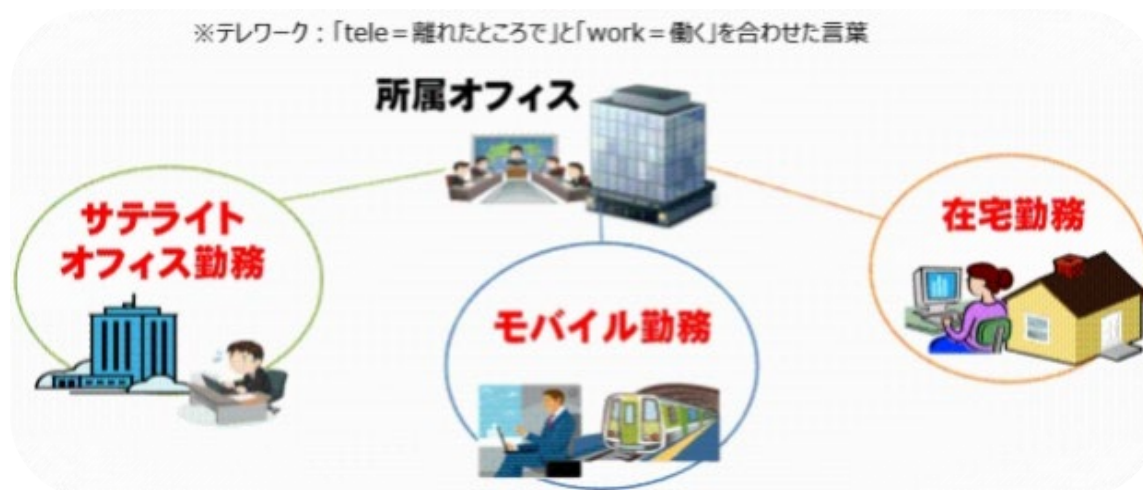 ※テレワーク：「tele＝離れたところで」と「work＝働く」を合わせた言葉
所属オフィス
サテライト
オフィス勤務
モバイル勤務
在宅勤務